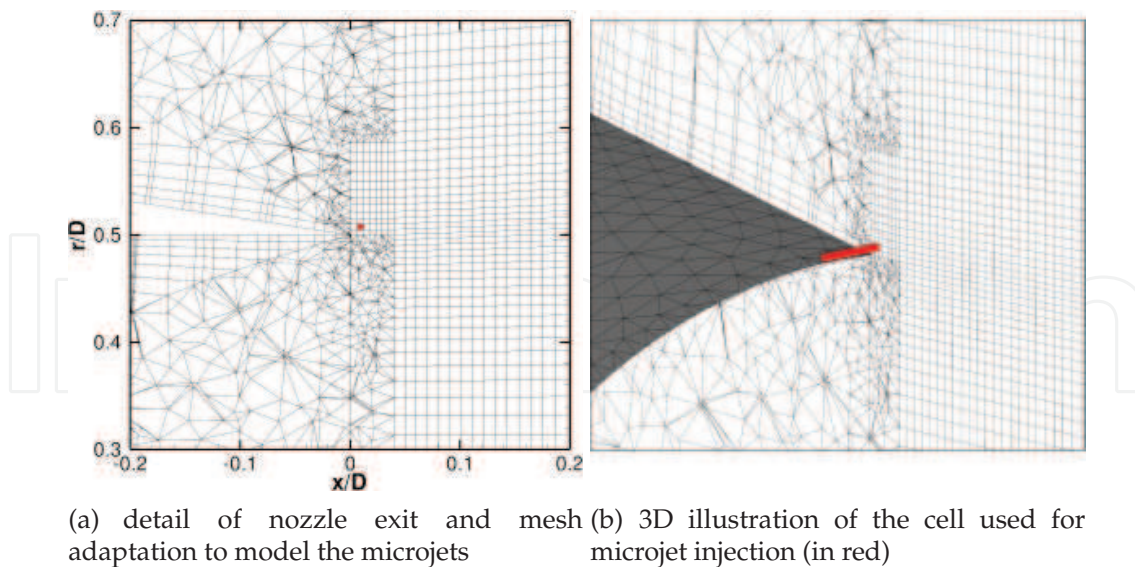 0.7
0.6
0.5
0.4
0.3
r/D
-0.2
-0.1
0
0.1
0.2
x/D
(a) detail of nozzle exit and mesh
adaptation to model the microjets
(b) 3D illustration of the cell used for
microjet injection (in red)